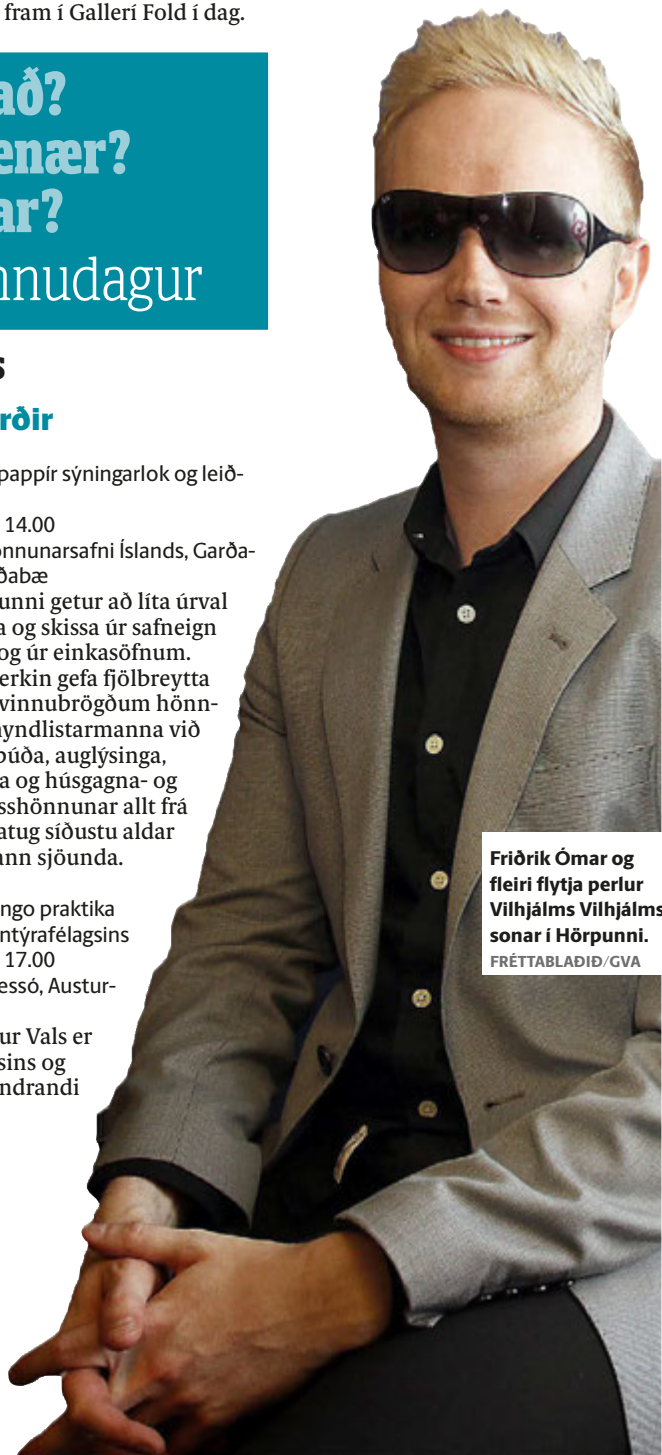 fram í Gallerí Fold í dag.
að?
enær?
ar?
nnudagur
s
rðir
pappír sýningarlok og leið-
14.00
önnunarsafni Íslands, Garða-
ðabæ
unni getur að líta úrval
a og skissa úr safneign
og úr einkasöfnum.
erkin gefa fjölbreytta
vinnubrögðum hönn-
nyndlistarmanna við
búða, auglýsinga,
a og húsgagna- og
sshönnunar allt frá
atug síðustu aldar
ann sjöunda.
ngo praktika
ntýrafélagsins
17.00
essó, Austur-
ur Vals er
sins og
ndrandi
Friðrik Ómar og
fleiri flytja perlur
Vilhjálms Vilhjálms
sonar í Hörpunni.
FRÉTTABLAÐIÐ/GVA